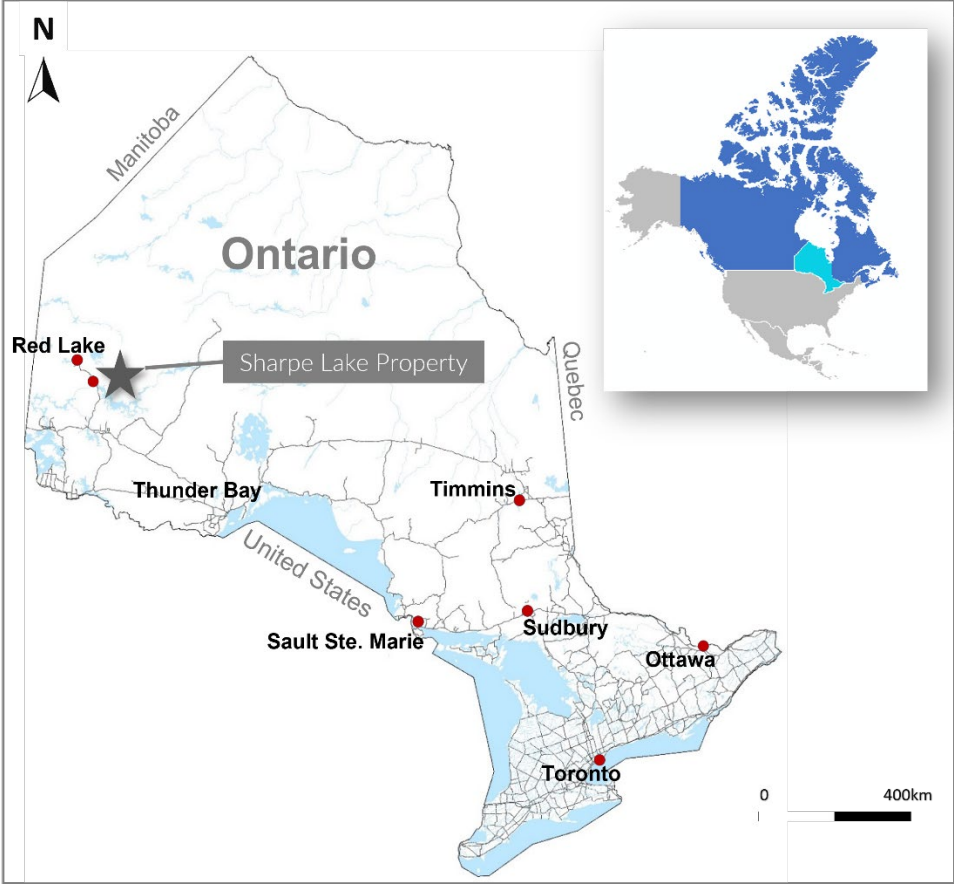 N
Manitoba
Ontario
Red Lake
Sharpe Lake Property
Quebec
Thunder Bay
Timmins
United States
Sault Ste. Marie
Sudbury
Ottawa
Toronto
0 400km